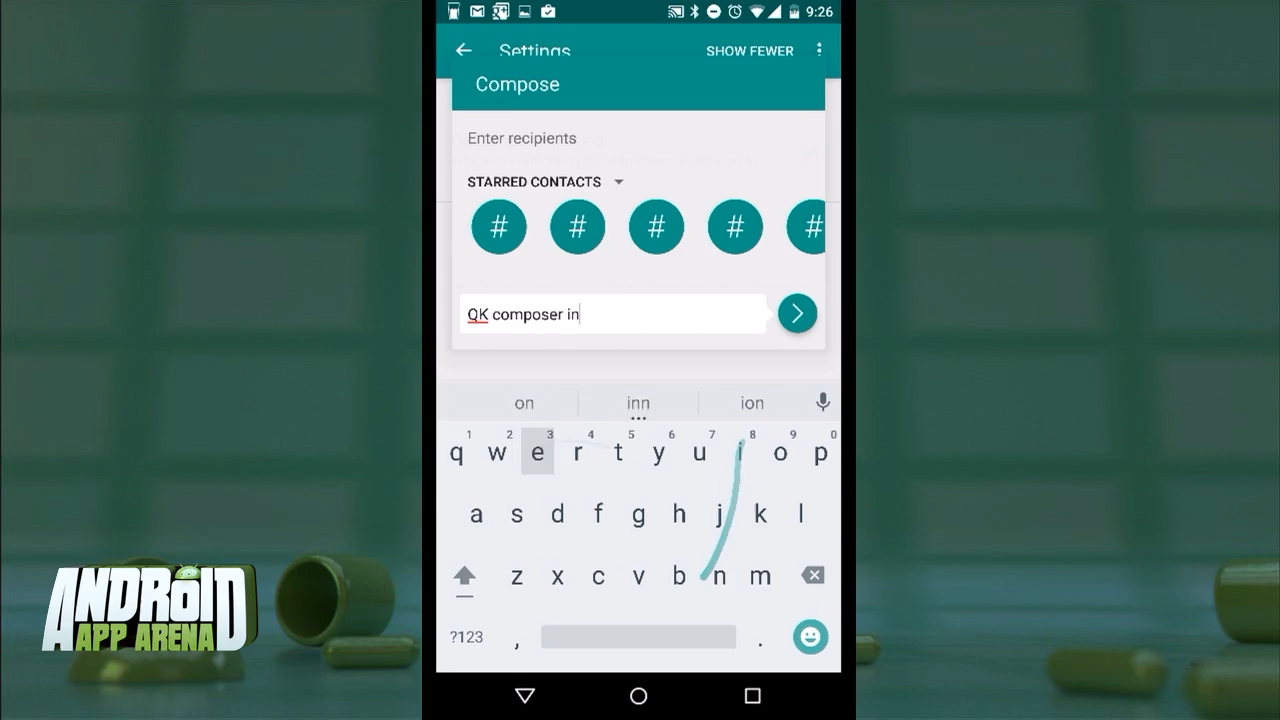 9:26
Settings SHOW FEWER
Compose
Enter recipients
STARRED CONTACTS
# # # # #
QK composer in
on inn ion
1 2 3 4 5 6 7 8 9 0
q w e r t y u i o p
a s d f g h j k l
z x c v b n m
?123 , .
ANDROID
APP ARENA